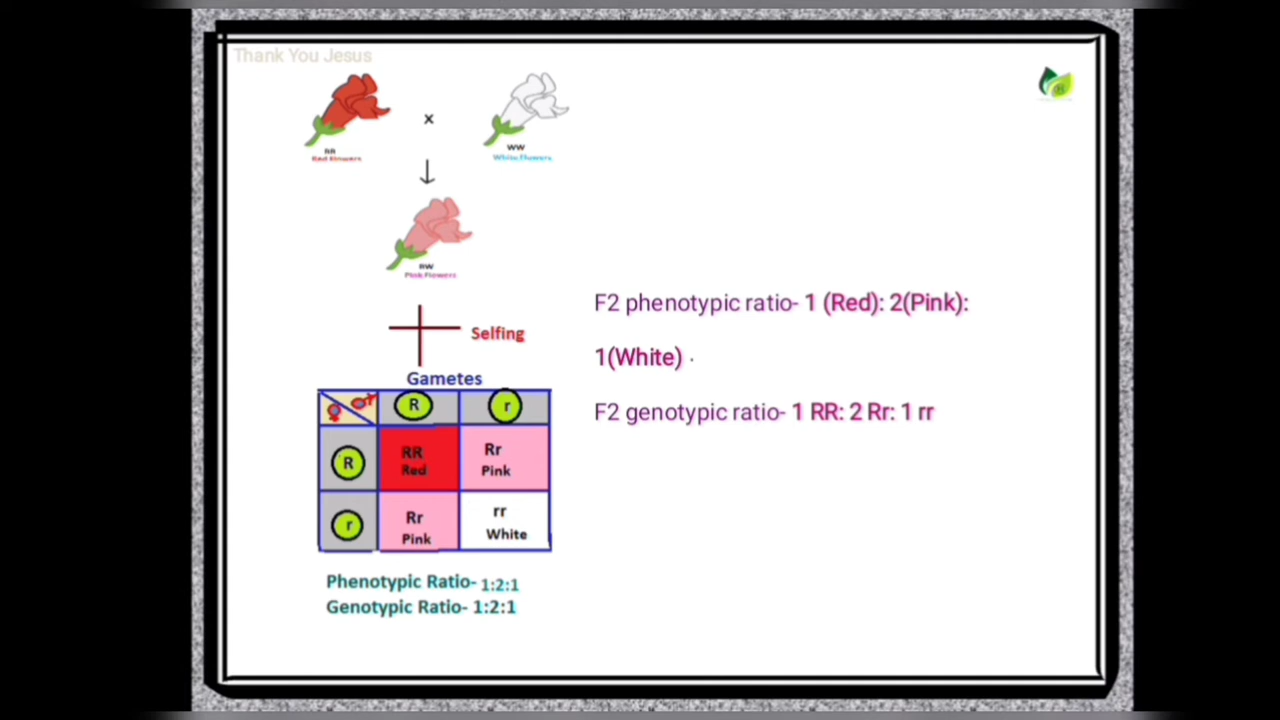 Thank You Jesus
x
RR
Red Flowers
WW
White Flowers
RW
Pink Flowers
Selfing
Gametes
R
r
R
RR
Red
Rr
Pink
r
Rr
Pink
rr
White
Phenotypic Ratio- 1:2:1
Genotypic Ratio- 1:2:1
F2 phenotypic ratio- 1 (Red): 2(Pink):
1(White) .
F2 genotypic ratio- 1 RR: 2 Rr: 1 rr